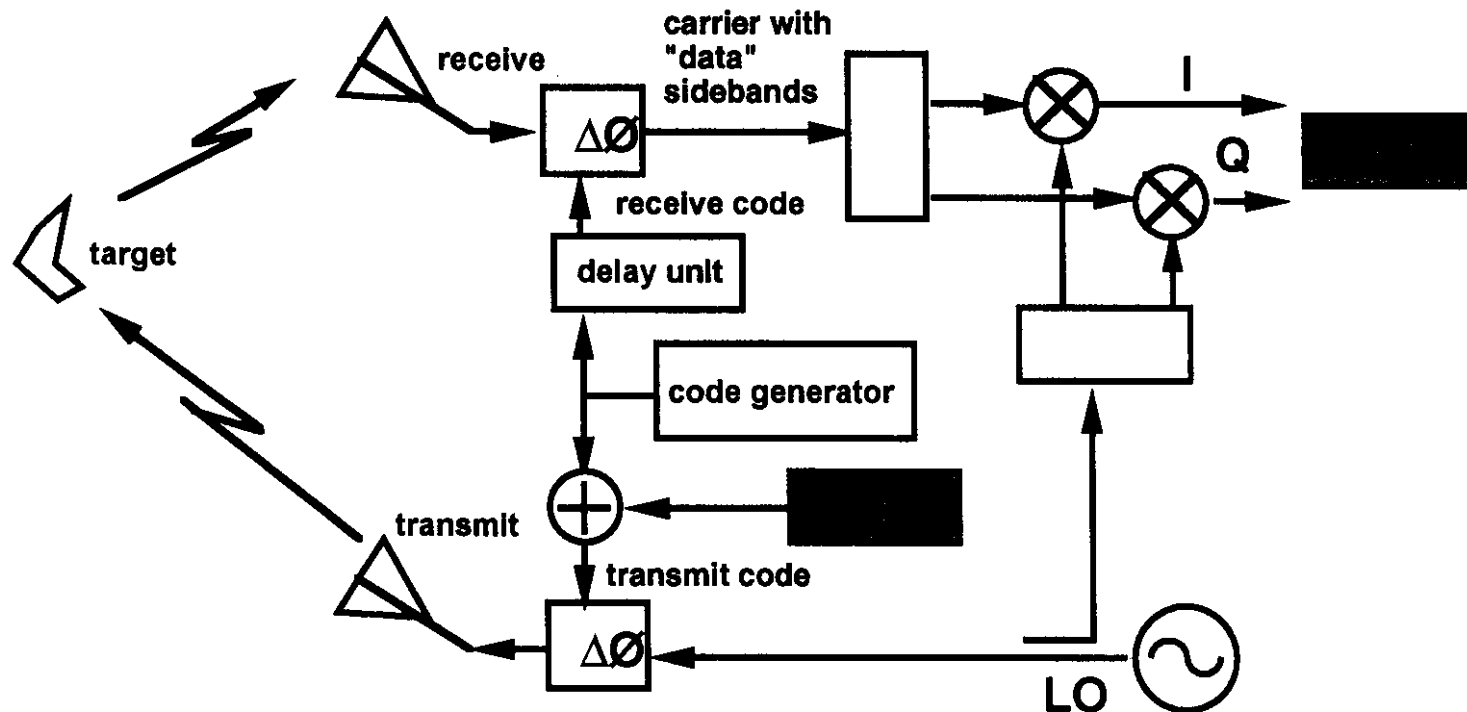 carrier with
"data"
sidebands
receive
ΔØ
I
Q
receive code
target
delay unit
code generator
transmit
transmit code
ΔØ
LO